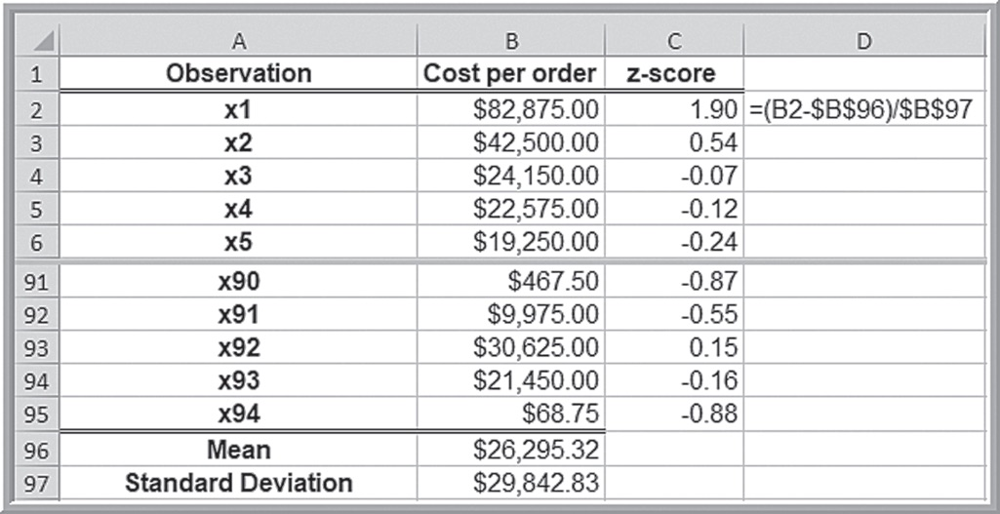 A B C D
1 Observation Cost per order z-score
2 x1 $82,875.00 1.90 =(B2-$B$96)/$B$97
3 x2 $42,500.00 0.54
4 x3 $24,150.00 -0.07
5 x4 $22,575.00 -0.12
6 x5 $19,250.00 -0.24
91 x90 $467.50 -0.87
92 x91 $9,975.00 -0.55
93 x92 $30,625.00 0.15
94 x93 $21,450.00 -0.16
95 x94 $68.75 -0.88
96 Mean $26,295.32
97 Standard Deviation $29,842.83